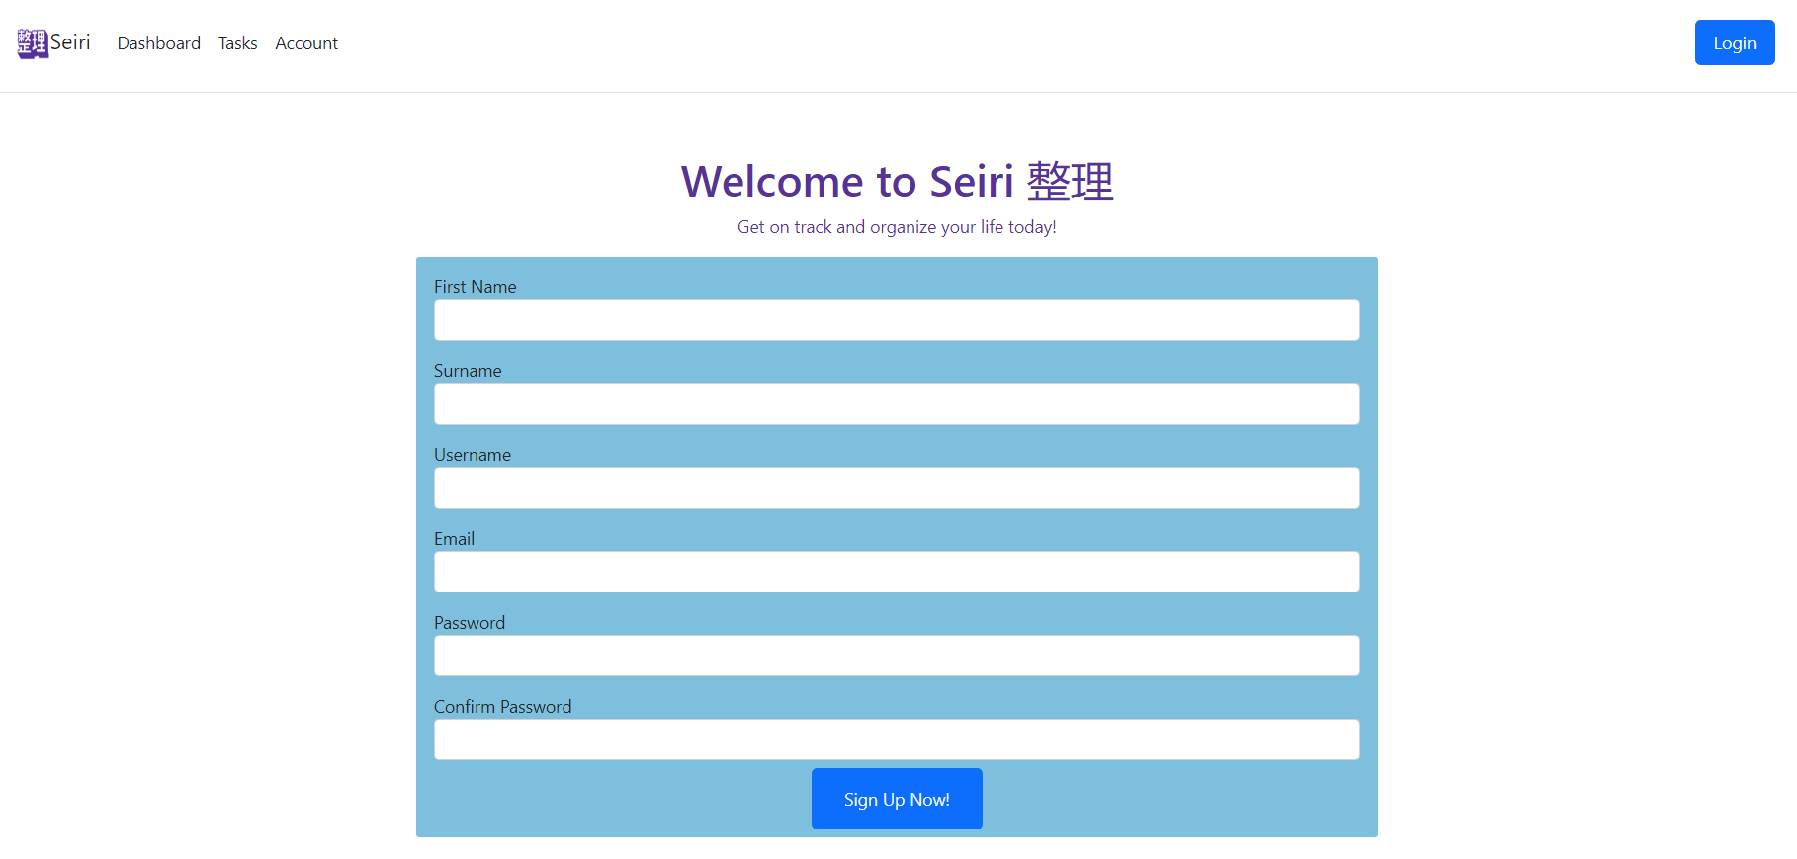 整理 Seiri Dashboard Tasks Account Login
Welcome to Seiri 整理
Get on track and organize your life today!
First Name
Surname
Username
Email
Password
Confirm Password
Sign Up Now!